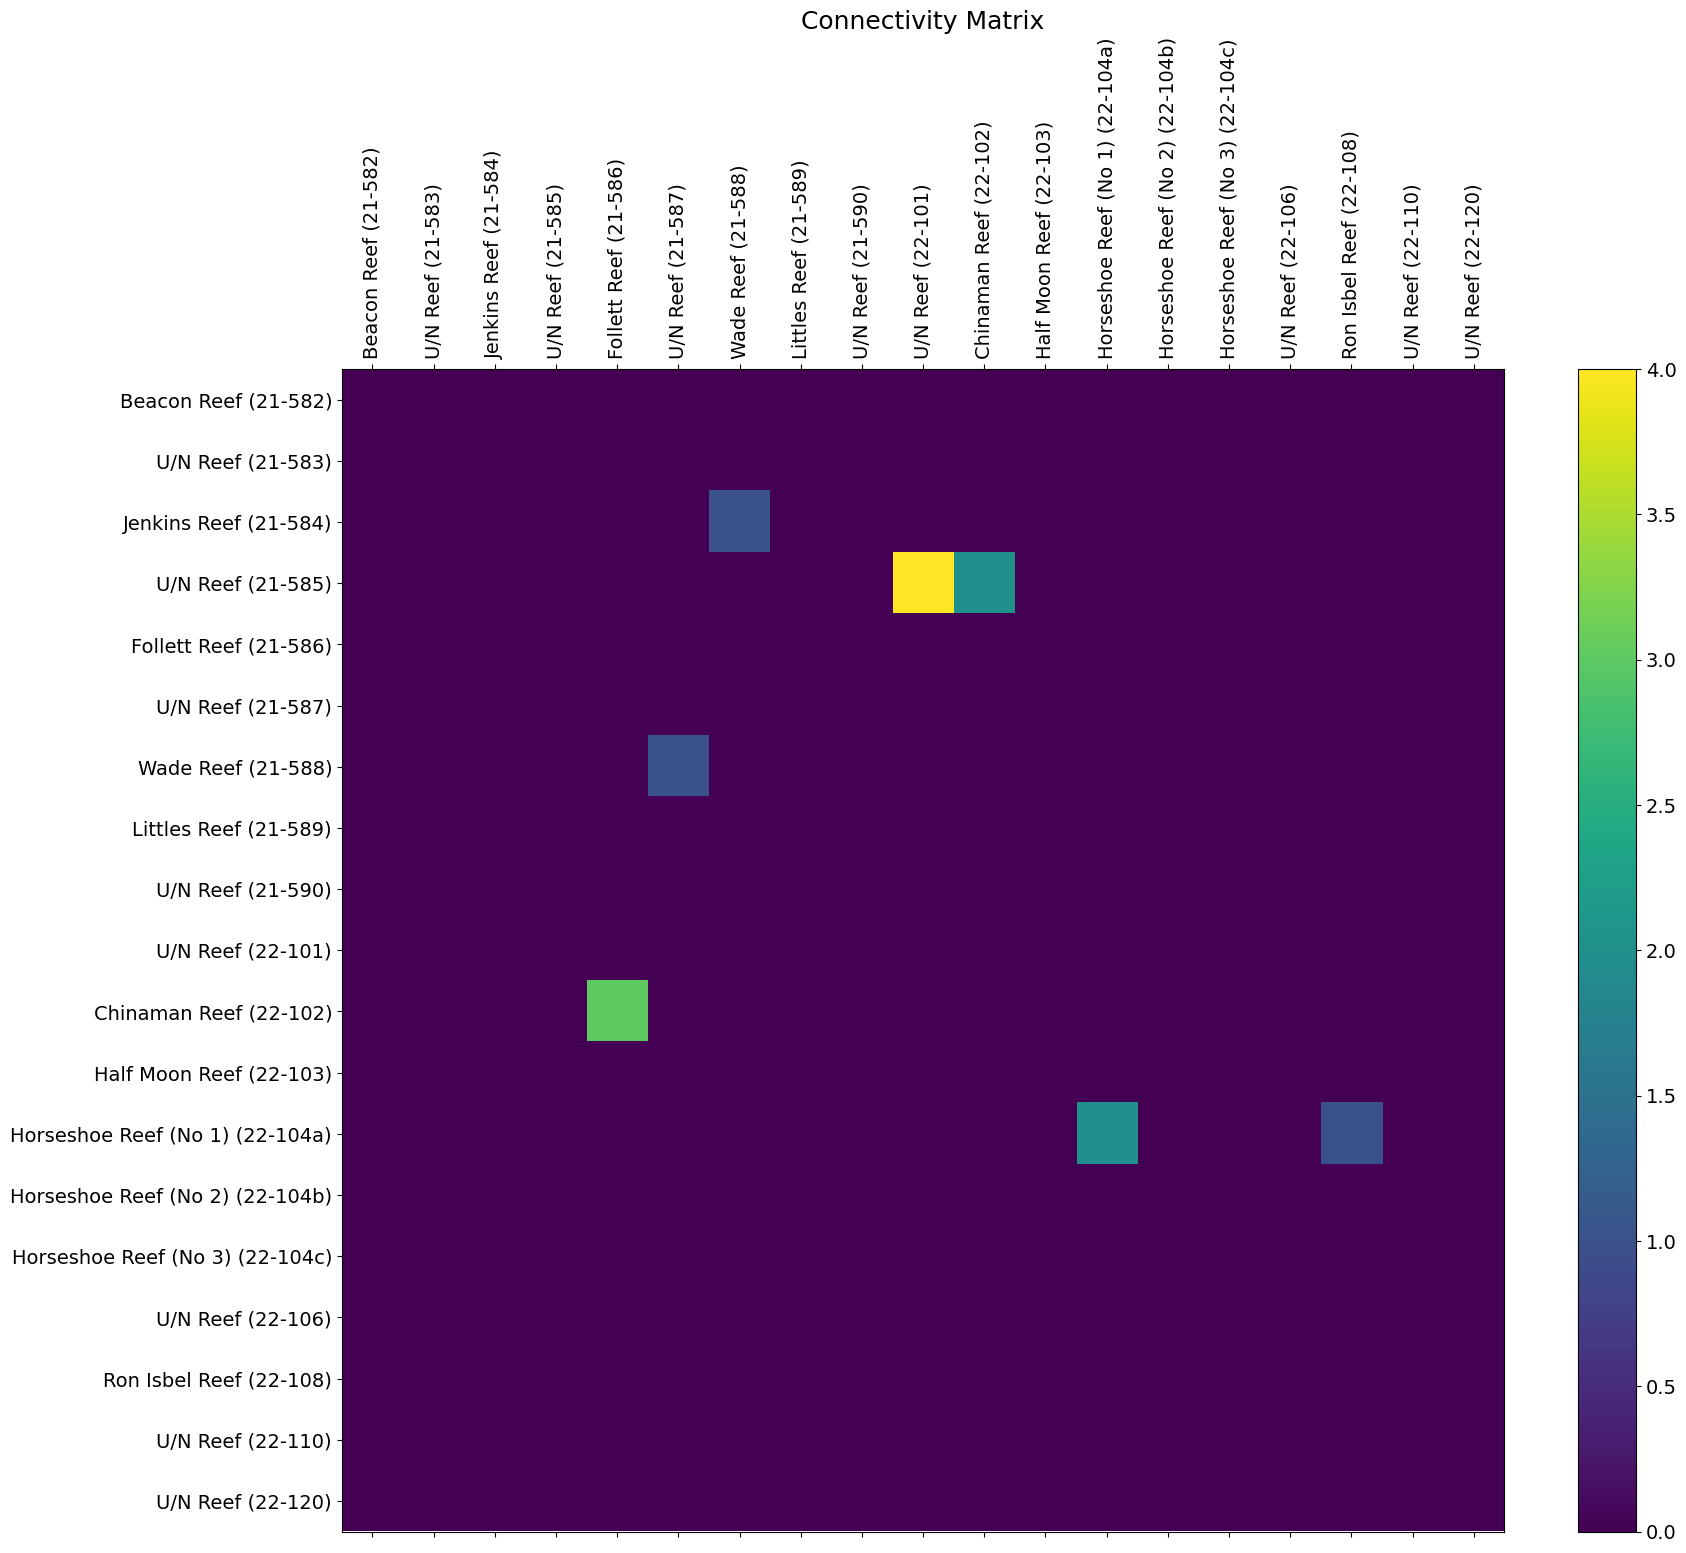 Connectivity Matrix
Beacon Reef (21-582)
U/N Reef (21-583)
Jenkins Reef (21-584)
U/N Reef (21-585)
Follett Reef (21-586)
U/N Reef (21-587)
Wade Reef (21-588)
Littles Reef (21-589)
U/N Reef (21-590)
U/N Reef (22-101)
Chinaman Reef (22-102)
Half Moon Reef (22-103)
Horseshoe Reef (No 1) (22-104a)
Horseshoe Reef (No 2) (22-104b)
Horseshoe Reef (No 3) (22-104c)
U/N Reef (22-106)
Ron Isbel Reef (22-108)
U/N Reef (22-110)
U/N Reef (22-120)
Beacon Reef (21-582)
U/N Reef (21-583)
Jenkins Reef (21-584)
U/N Reef (21-585)
Follett Reef (21-586)
U/N Reef (21-587)
Wade Reef (21-588)
Littles Reef (21-589)
U/N Reef (21-590)
U/N Reef (22-101)
Chinaman Reef (22-102)
Half Moon Reef (22-103)
Horseshoe Reef (No 1) (22-104a)
Horseshoe Reef (No 2) (22-104b)
Horseshoe Reef (No 3) (22-104c)
U/N Reef (22-106)
Ron Isbel Reef (22-108)
U/N Reef (22-110)
U/N Reef (22-120)
4.0
3.5
3.0
2.5
2.0
1.5
1.0
0.5
0.0